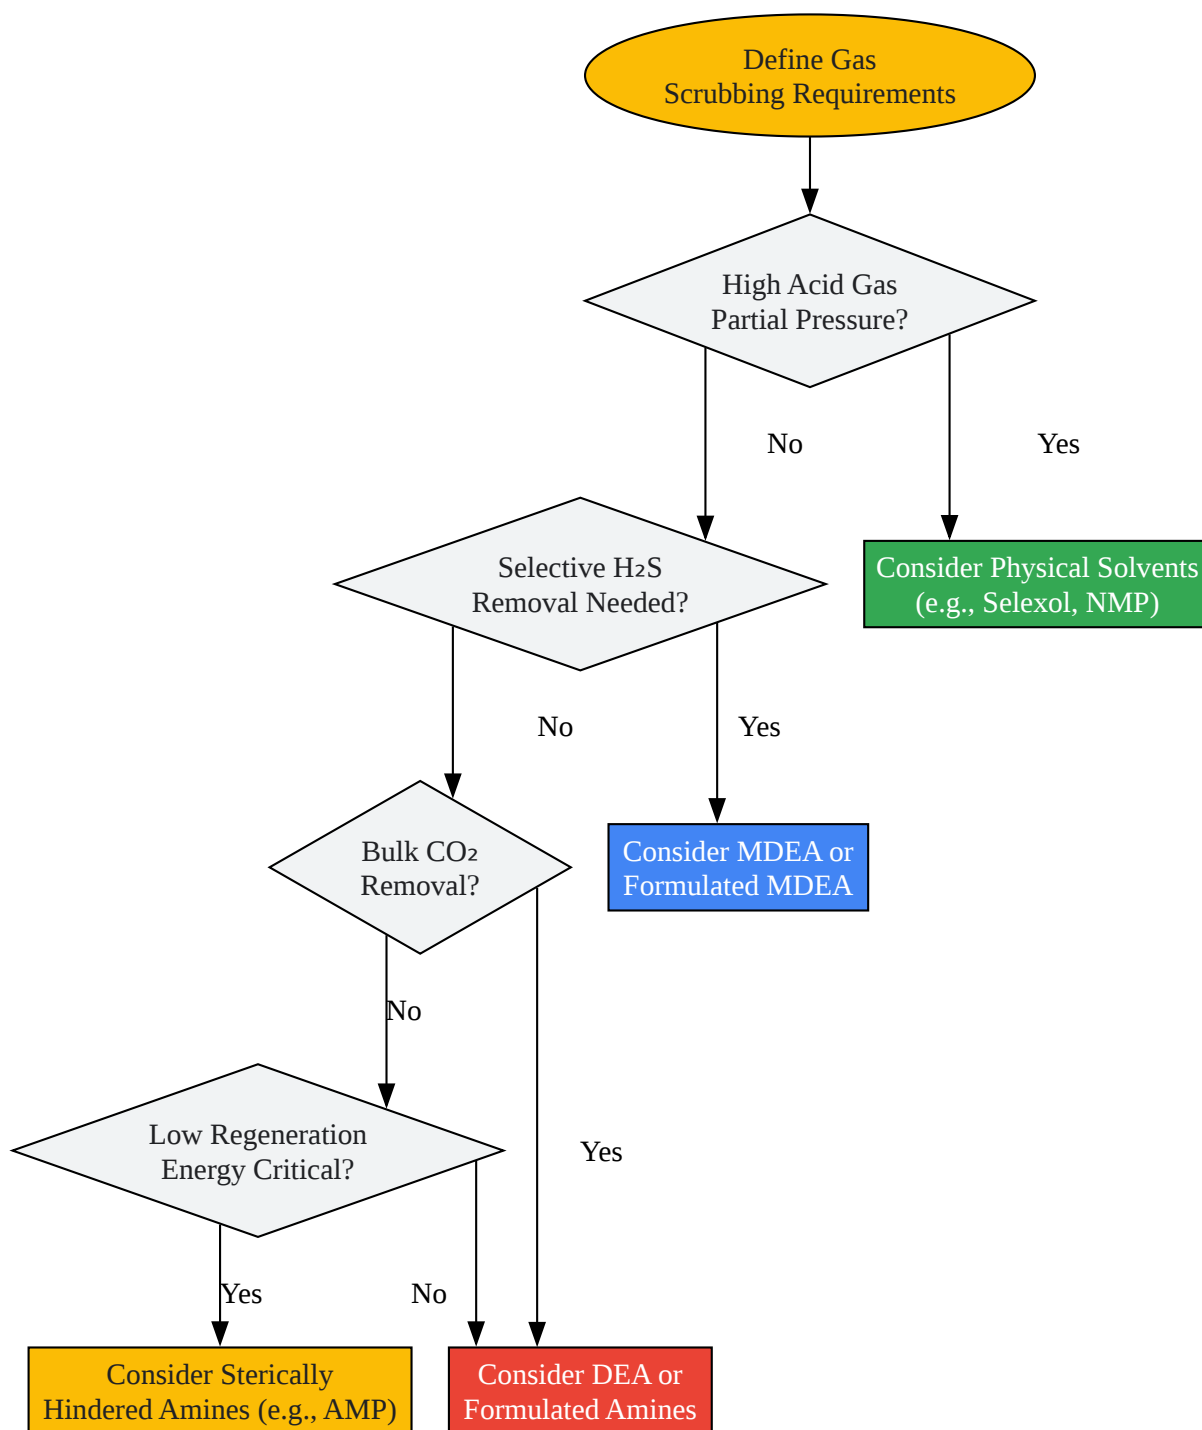 Define Gas
Scrubbing Requirements
High Acid Gas
Partial Pressure?
No
Yes
Selective H₂S
Removal Needed?
Consider Physical Solvents
(e.g., Selexol, NMP)
No
Yes
Bulk CO₂
Removal?
Consider MDEA or
Formulated MDEA
No
Low Regeneration
Energy Critical?
Yes
Yes
No
Consider Sterically
Hindered Amines (e.g., AMP)
Consider DEA or
Formulated Amines